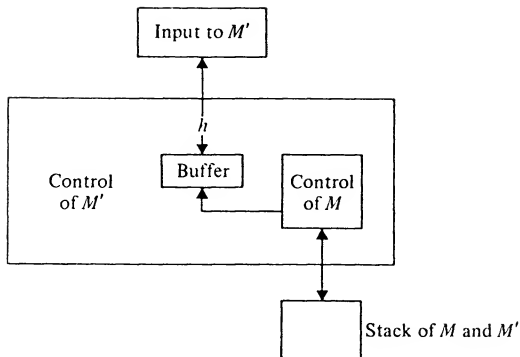 Input to M′
h
Buffer
Control
of M′
Control
of M
Stack of M and M′